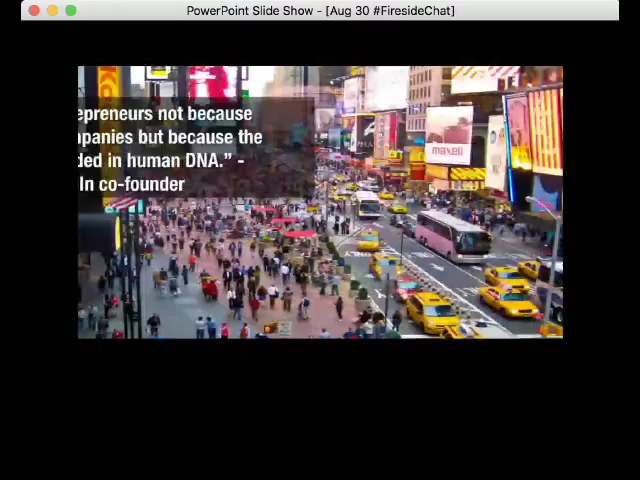 PowerPoint Slide Show - [Aug 30 #FiresideChat]
epreneurs not because
panies but because the
ded in human DNA.” -
In co-founder
maxell